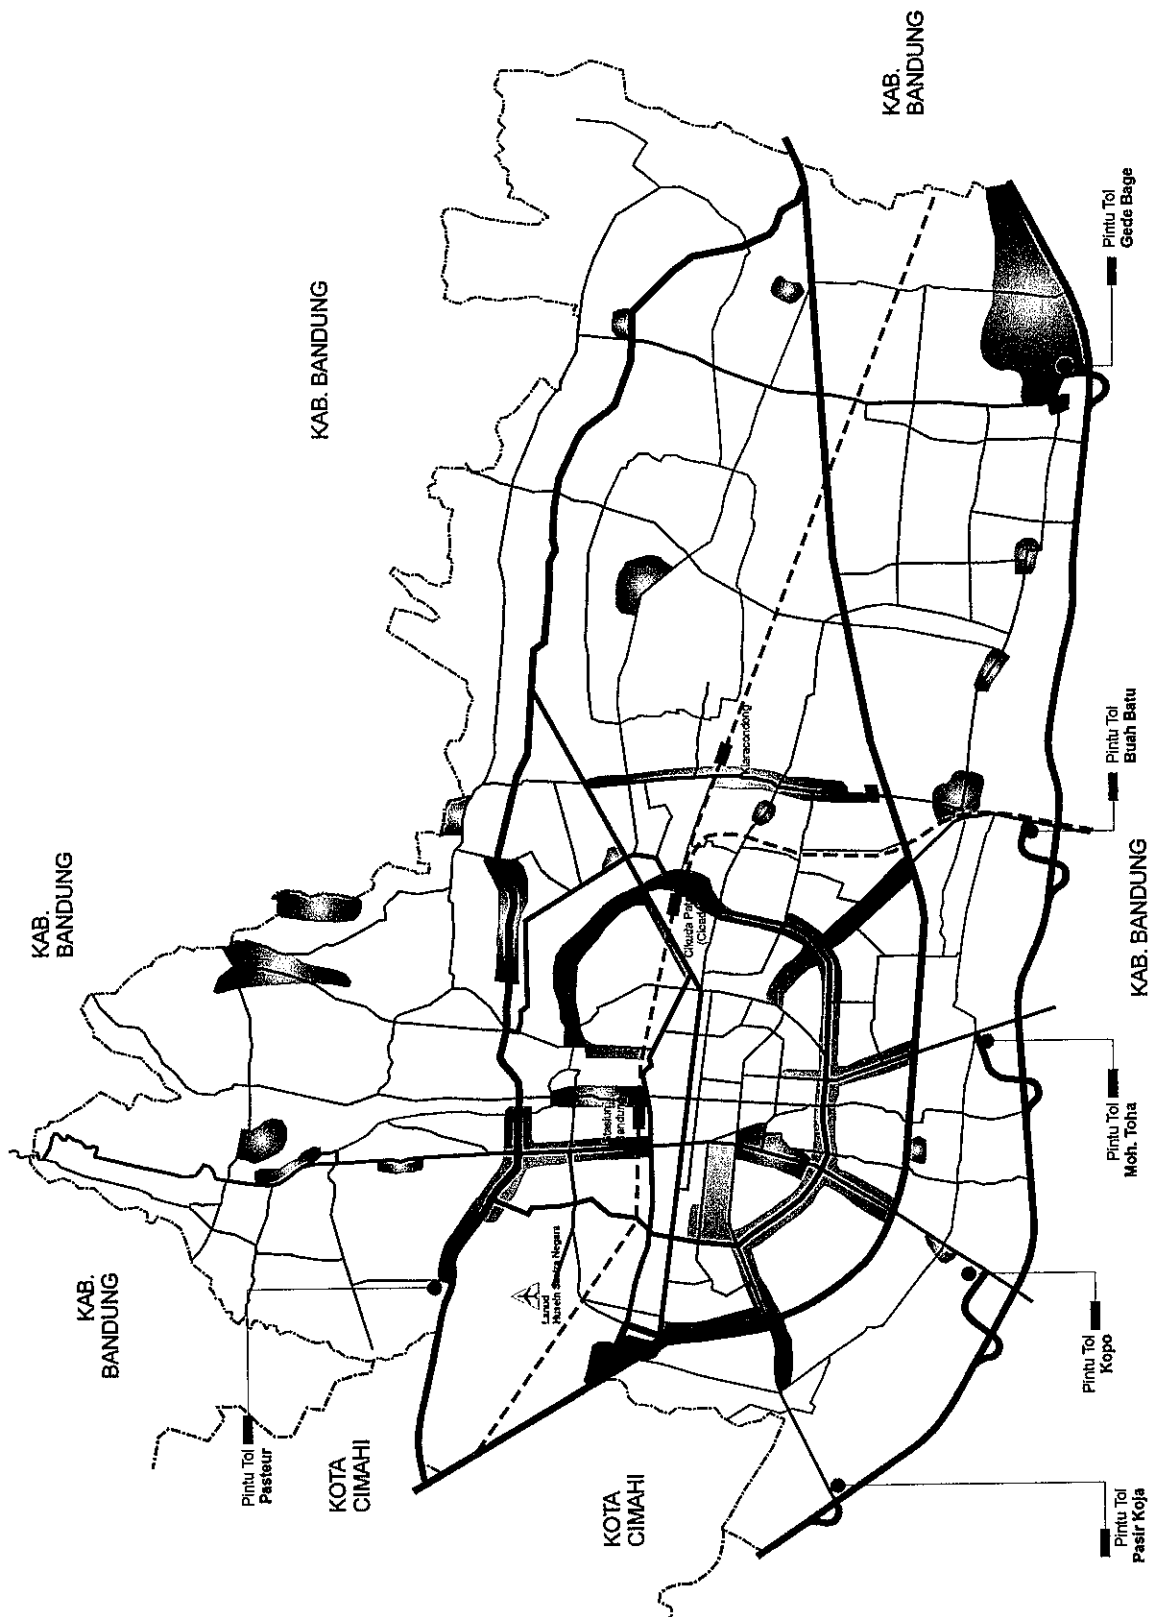 KAB.
BANDUNG
KAB. BANDUNG
KAB.
BANDUNG
KAB.
BANDUNG
Pintu Tol
Gede Bage
Pintu Tol
Buah Batu
KAB. BANDUNG
Pintu Tol
Moh. Toha
Pintu Tol
Kopo
Pintu Tol
Pasir Koja
Pintu Tol
Pasteur
KOTA
CIMAHI
KOTA
CIMAHI
Kiaracondong
Cikuda
Stasiun
Bandung
Lanud
Husein Sastra Negara